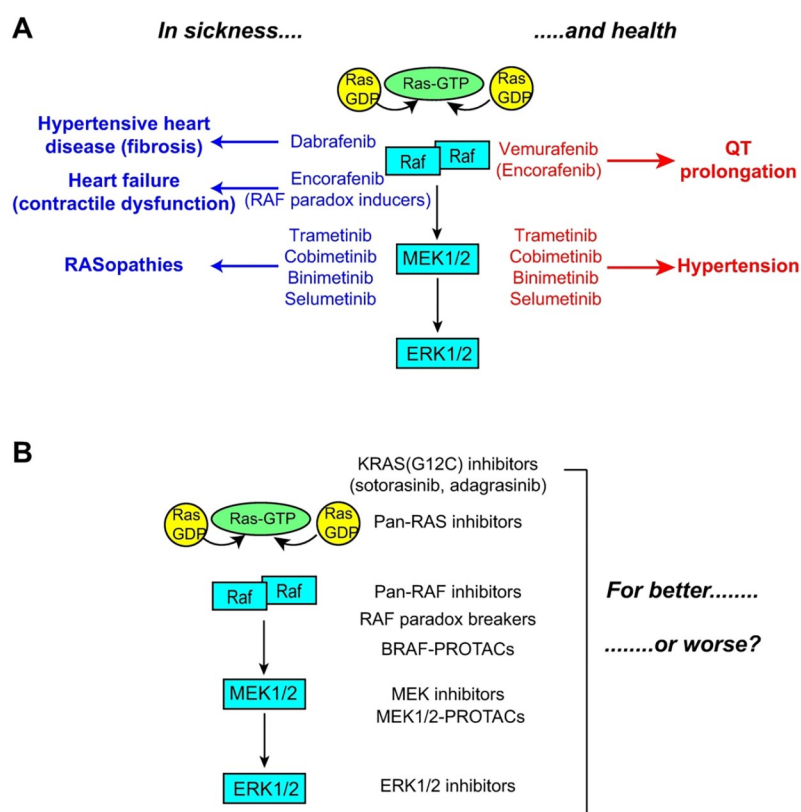 A
In sickness....
.....and health
Ras
GDP
Ras-GTP
Ras
GDP
Hypertensive heart
disease (fibrosis)
Dabrafenib
Raf
Raf
Vemurafenib
(Encorafenib)
QT
prolongation
Heart failure
(contractile dysfunction)
Encorafenib
(RAF paradox inducers)
RASopathies
Trametinib
Cobimetinib
Binimetinib
Selumetinib
MEK1/2
Trametinib
Cobimetinib
Binimetinib
Selumetinib
Hypertension
ERK1/2
B
KRAS(G12C) inhibitors
(sotorasinib, adagrasinib)
Ras
GDP
Ras-GTP
Ras
GDP
Pan-RAS inhibitors
Raf
Raf
Pan-RAF inhibitors
RAF paradox breakers
BRAF-PROTACs
For better........
........or worse?
MEK1/2
MEK inhibitors
MEK1/2-PROTACs
ERK1/2
ERK1/2 inhibitors